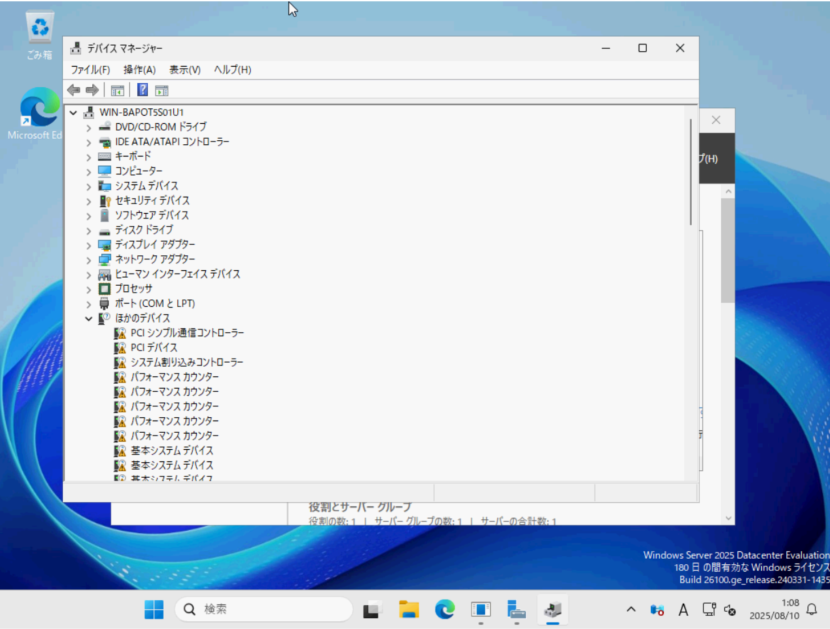 ごみ箱
デバイス マネージャー
ファイル(F) 操作(A) 表示(V) ヘルプ(H)
Microsoft Ed
WIN-BAPOT5S01U1
DVD/CD-ROM ドライブ
IDE ATA/ATAPI コントローラー
キーボード
プ(H)
コンピューター
システム デバイス
セキュリティ デバイス
ソフトウェア デバイス
ディスク ドライブ
ディスプレイ アダプター
ネットワーク アダプター
ヒューマン インターフェイス デバイス
プロセッサ
ポート (COM と LPT)
ほかのデバイス
PCI シンプル通信コントローラー
PCI デバイス
システム割り込みコントローラー
パフォーマンス カウンター
パフォーマンス カウンター
パフォーマンス カウンター
パフォーマンス カウンター
パフォーマンス カウンター
基本システム デバイス
基本システム デバイス
基本システム デバイス
役割とサーバー グループ
役割の数: 1 | サーバー グループの数: 1 | サーバーの合計数: 1
Windows Server 2025 Datacenter Evaluation
180 日 の間有効な Windows ライセンス
Build 26100.ge_release.240331-1435
検索
A
1:08
2025/08/10